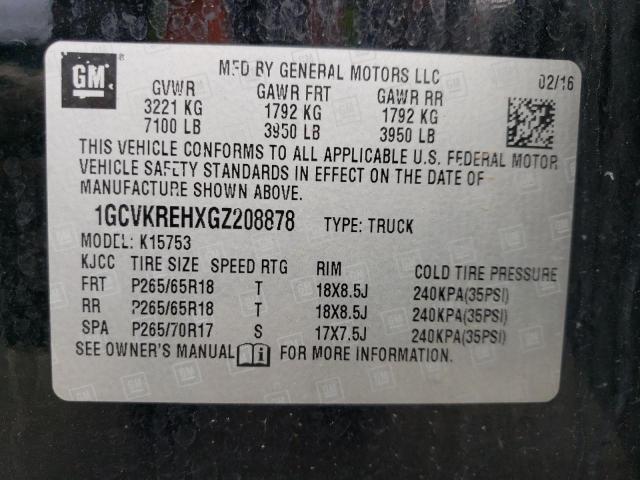 GM
MFD BY GENERAL MOTORS LLC
02/16
GVWR GAWR FRT GAWR RR
3221 KG 1792 KG 1792 KG
7100 LB 3950 LB 3950 LB
THIS VEHICLE CONFORMS TO ALL APPLICABLE U.S. FEDERAL MOTOR
VEHICLE SAFETY STANDARDS IN EFFECT ON THE DATE OF
MANUFACTURE SHOWN ABOVE.
1GCVKREHXGZ208878 TYPE: TRUCK
MODEL: K15753
KJCC TIRE SIZE SPEED RTG RIM COLD TIRE PRESSURE
FRT P265/65R18 T 18X8.5J 240KPA(35PSI)
RR P265/65R18 T 18X8.5J 240KPA(35PSI)
SPA P265/70R17 S 17X7.5J 240KPA(35PSI)
SEE OWNER'S MANUAL FOR MORE INFORMATION.